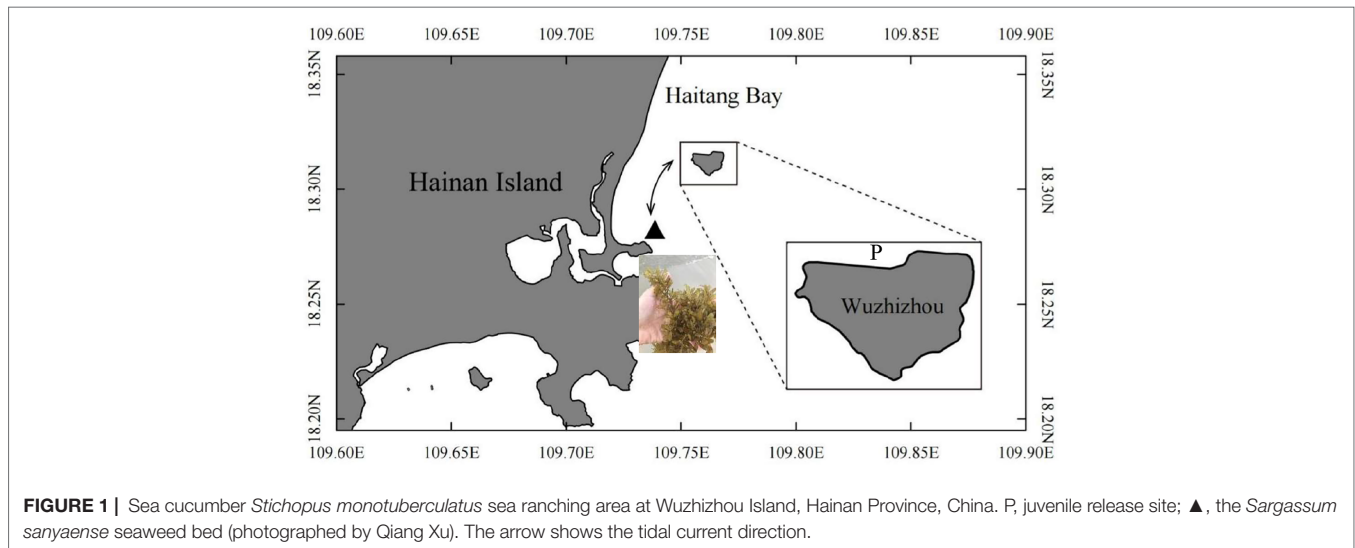 109.60E 109.65E 109.70E 109.75E 109.80E 109.85E 109.90E
18.35N 18.35N
Haitang Bay
Hainan Island
18.30N 18.30N
P
Wuzhizhou
18.25N 18.25N
18.20N 18.20N
109.60E 109.65E 109.70E 109.75E 109.80E 109.85E 109.90E
FIGURE 1 | Sea cucumber Stichopus monotuberculatus sea ranching area at Wuzhizhou Island, Hainan Province, China. P, juvenile release site; ▲, the Sargassum
sanyaense seaweed bed (photographed by Qiang Xu). The arrow shows the tidal current direction.